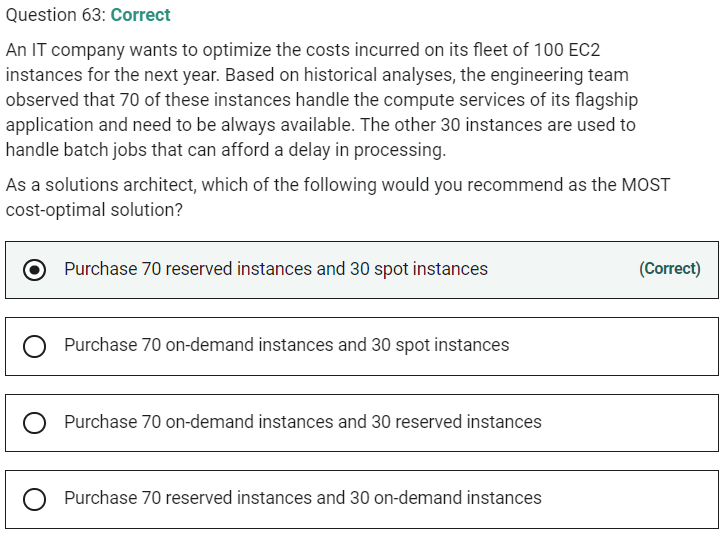 Question 63: Correct
An IT company wants to optimize the costs incurred on its fleet of 100 EC2
instances for the next year. Based on historical analyses, the engineering team
observed that 70 of these instances handle the compute services of its flagship
application and need to be always available. The other 30 instances are used to
handle batch jobs that can afford a delay in processing.
As a solutions architect, which of the following would you recommend as the MOST
cost-optimal solution?
Purchase 70 reserved instances and 30 spot instances (Correct)
Purchase 70 on-demand instances and 30 spot instances
Purchase 70 on-demand instances and 30 reserved instances
Purchase 70 reserved instances and 30 on-demand instances